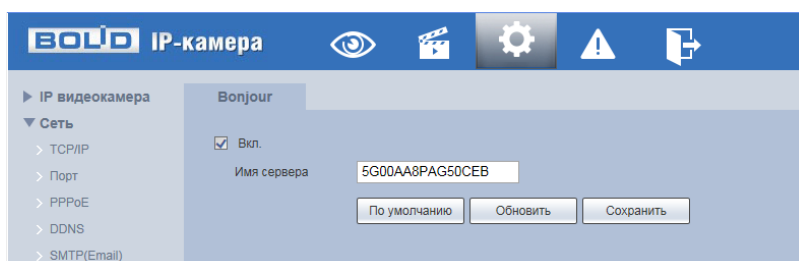 BOLID IP-камера
IP видеокамера
Bonjour
Сеть
TCP/IP
Вкл.
Порт
Имя сервера 5G00AA8PAG50CEB
PPPoE
По умолчанию Обновить Сохранить
DDNS
SMTP(Email)